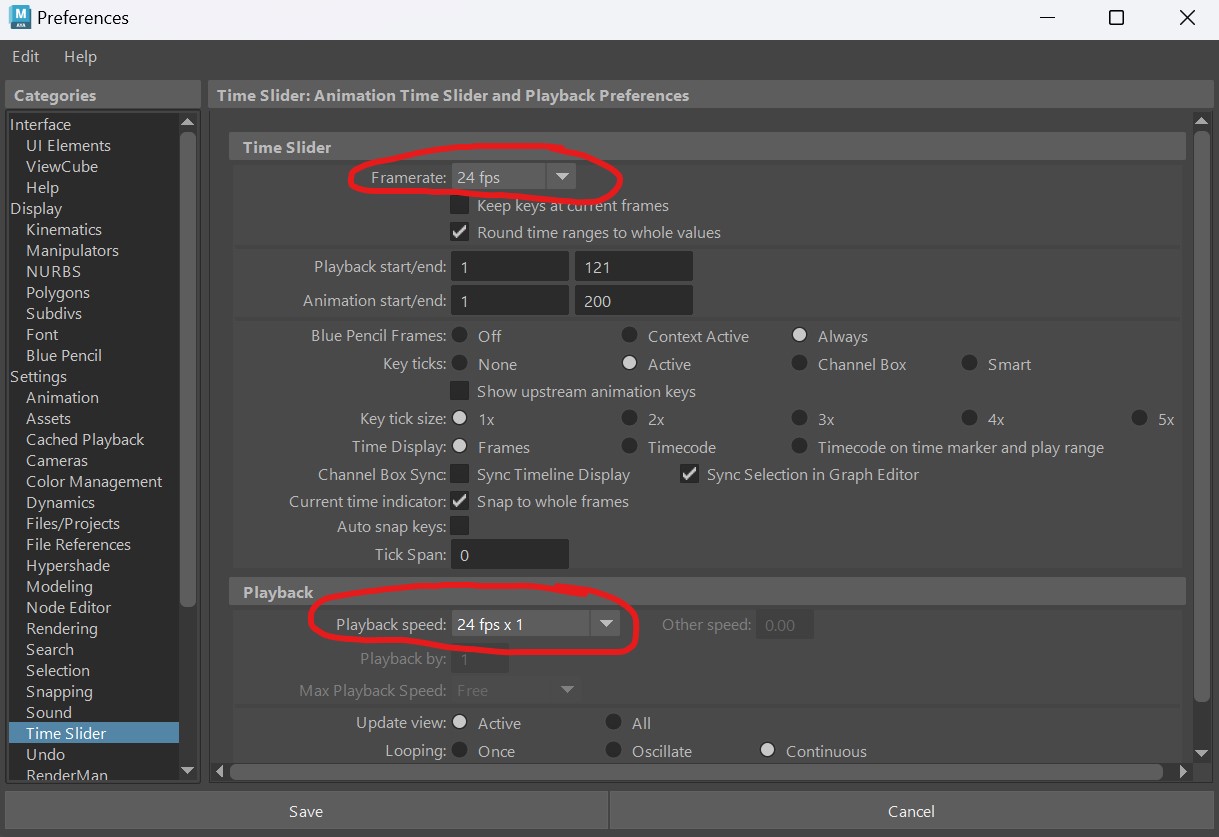 M
AYA
Preferences
Edit Help
Categories
Interface
UI Elements
ViewCube
Help
Display
Kinematics
Manipulators
NURBS
Polygons
Subdivs
Font
Blue Pencil
Settings
Animation
Assets
Cached Playback
Cameras
Color Management
Dynamics
Files/Projects
File References
Hypershade
Modeling
Node Editor
Rendering
Search
Selection
Snapping
Sound
Time Slider
Undo
RenderMan
Time Slider: Animation Time Slider and Playback Preferences
Time Slider
Framerate: 24 fps
Keep keys at current frames
Round time ranges to whole values
Playback start/end: 1 121
Animation start/end: 1 200
Blue Pencil Frames: Off Context Active Always
Key ticks: None Active Channel Box Smart
Show upstream animation keys
Key tick size: 1x 2x 3x 4x 5x
Time Display: Frames Timecode Timecode on time marker and play range
Channel Box Sync: Sync Timeline Display Sync Selection in Graph Editor
Current time indicator: Snap to whole frames
Auto snap keys:
Tick Span: 0
Playback
Playback speed: 24 fps x 1 Other speed: 0.00
Playback by: 1
Max Playback Speed: Free
Update view: Active All
Looping: Once Oscillate Continuous
Save Cancel